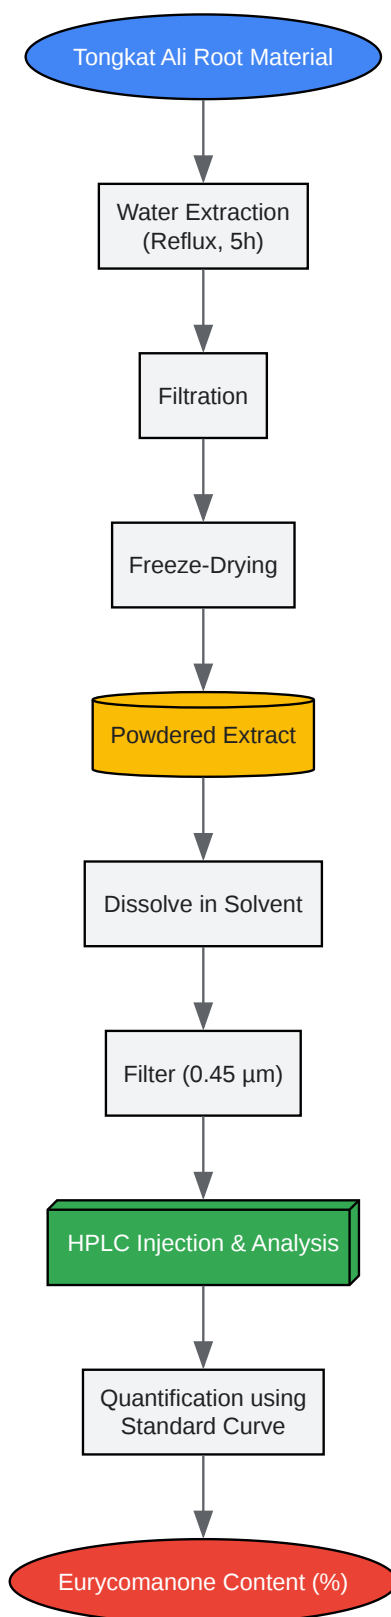 Tongkat Ali Root Material
Water Extraction
(Reflux, 5h)
Filtration
Freeze-Drying
Powdered Extract
Dissolve in Solvent
Filter (0.45 µm)
HPLC Injection & Analysis
Quantification using
Standard Curve
Eurycomanone Content (%)